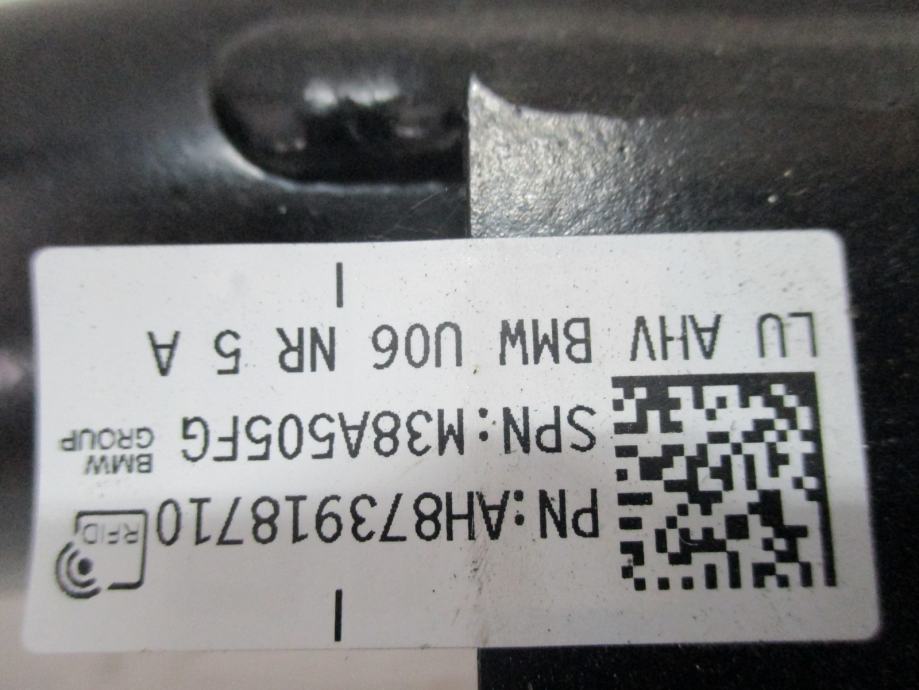 PN:AH873918710
RFID
SPN:M38A505FG
BMW
GROUP
LU AHV BMW U06 NR 5 A